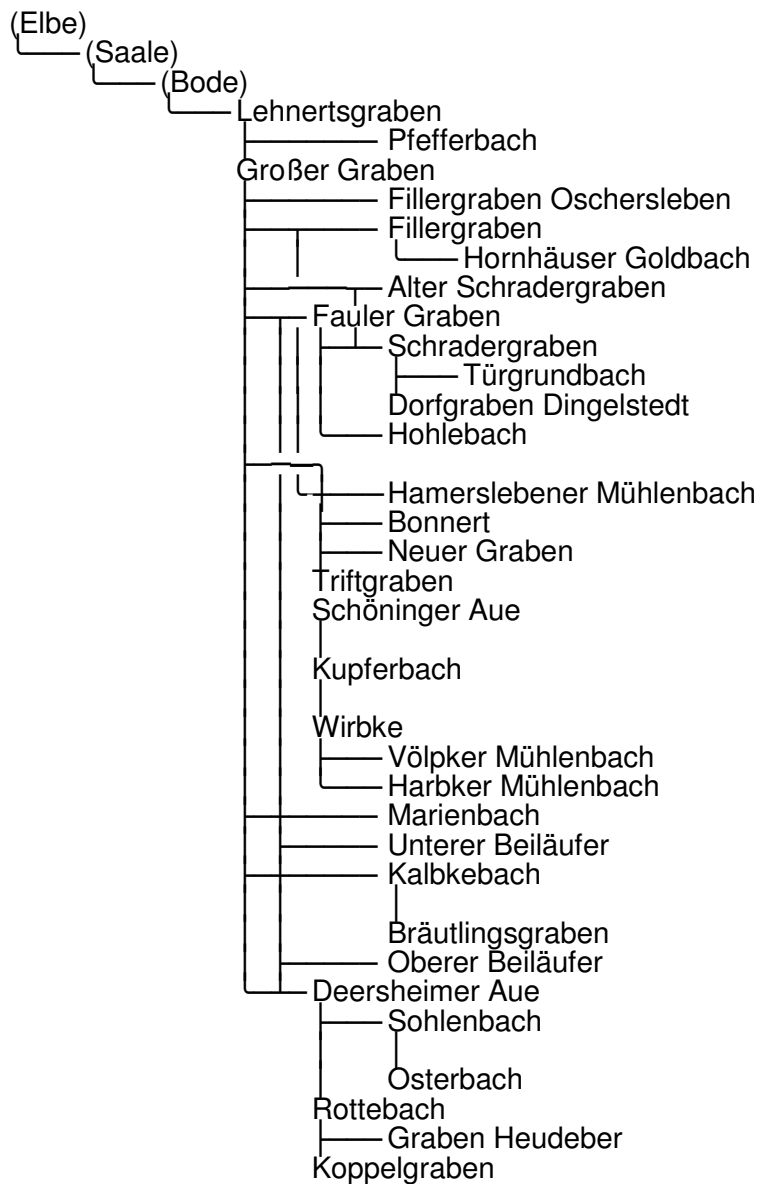 (Elbe)
(Saale)
(Bode)
Lehnertsgraben
Pfefferbach
Großer Graben
Fillergraben Oschersleben
Fillergraben
Hornhäuser Goldbach
Alter Schradergraben
Fauler Graben
Schradergraben
Türgrundbach
Dorfgraben Dingelstedt
Hohlebach
Hamerslebener Mühlenbach
Bonnert
Neuer Graben
Triftgraben
Schöninger Aue
Kupferbach
Wirbke
Völpker Mühlenbach
Harbker Mühlenbach
Marienbach
Unterer Beiläufer
Kalbkebach
Bräutlingsgraben
Oberer Beiläufer
Deersheimer Aue
Sohlenbach
Osterbach
Rottebach
Graben Heudeber
Koppelgraben